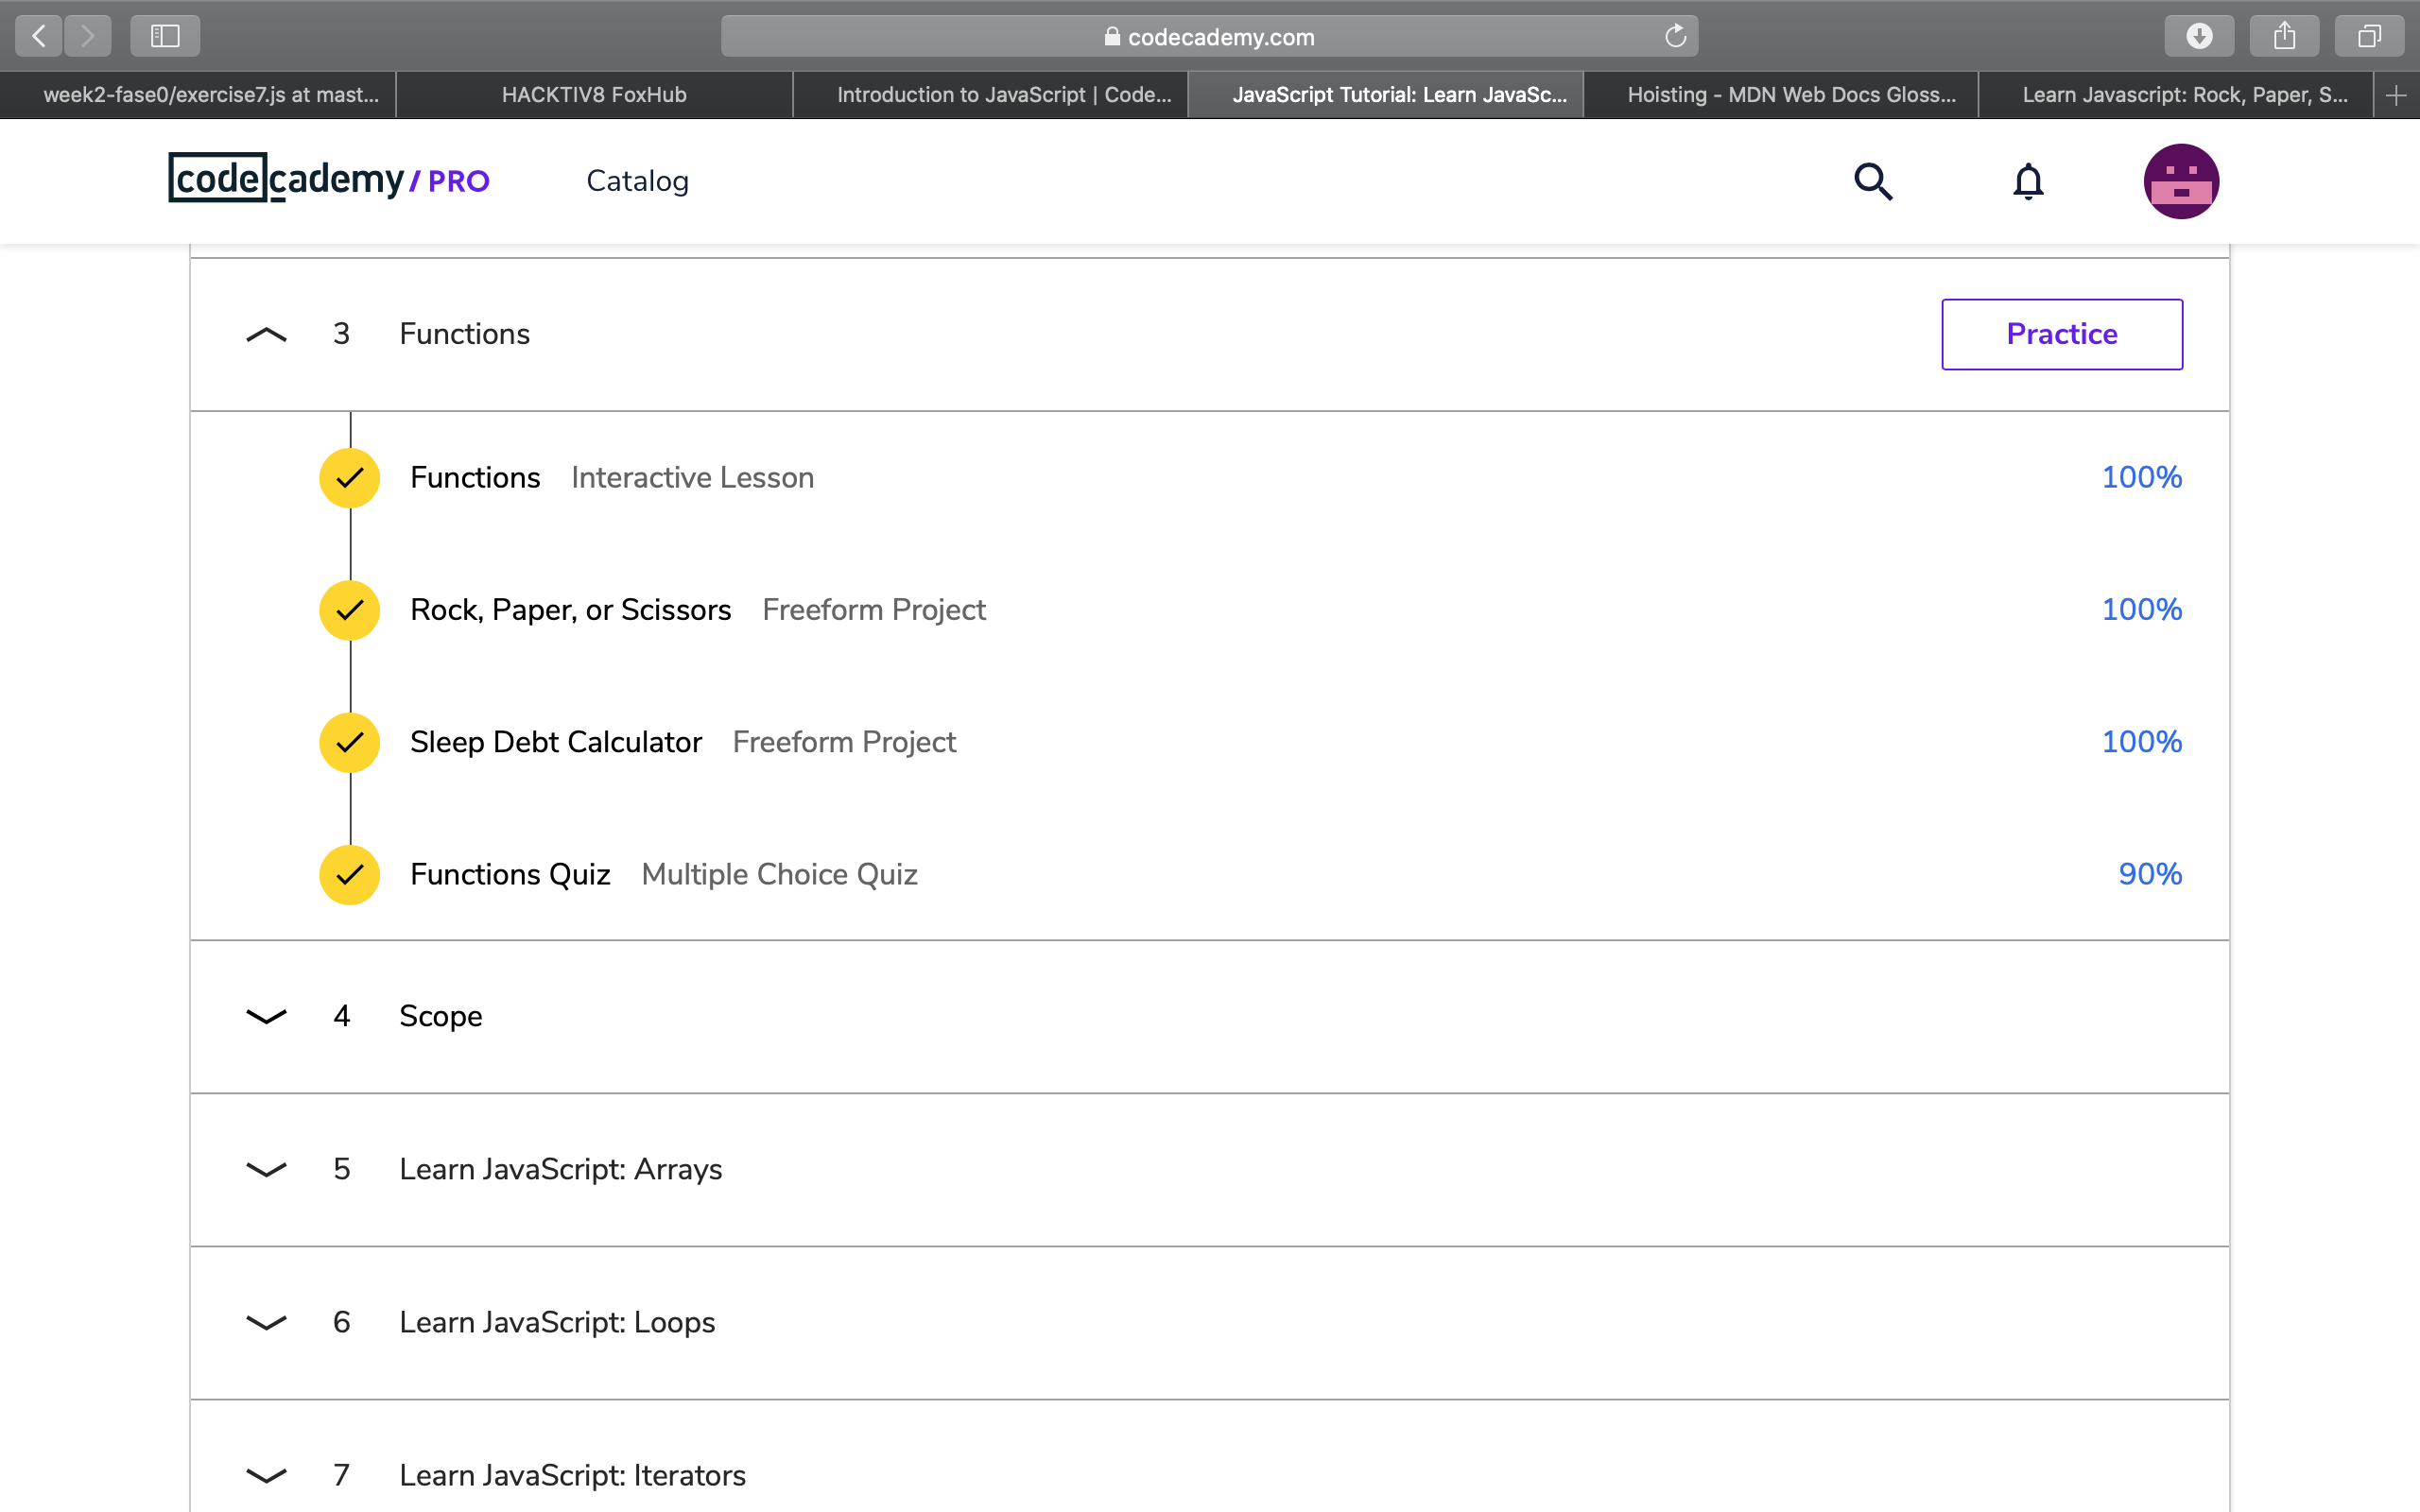 codecademy.com
week2-fase0/exercise7.js at mast...
HACKTIV8 FoxHub
Introduction to JavaScript | Code...
JavaScript Tutorial: Learn JavaSc...
Hoisting - MDN Web Docs Gloss...
Learn Javascript: Rock, Paper, S...
codecademy / PRO
Catalog
3 Functions
Practice
Functions Interactive Lesson 100%
Rock, Paper, or Scissors Freeform Project 100%
Sleep Debt Calculator Freeform Project 100%
Functions Quiz Multiple Choice Quiz 90%
4 Scope
5 Learn JavaScript: Arrays
6 Learn JavaScript: Loops
7 Learn JavaScript: Iterators